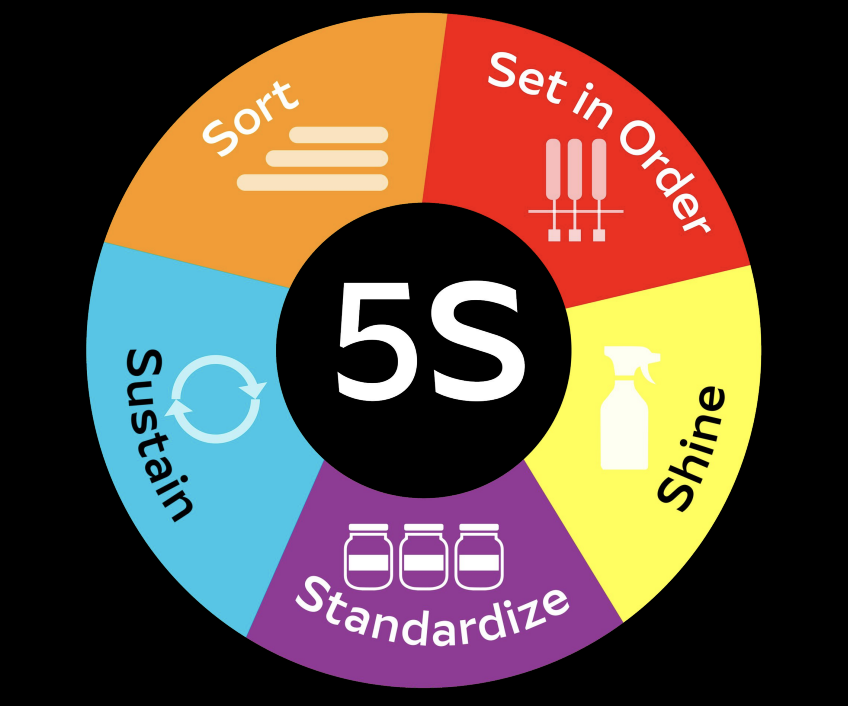 Sort
Set in Order
5S
Sustain
Shine
Standardize